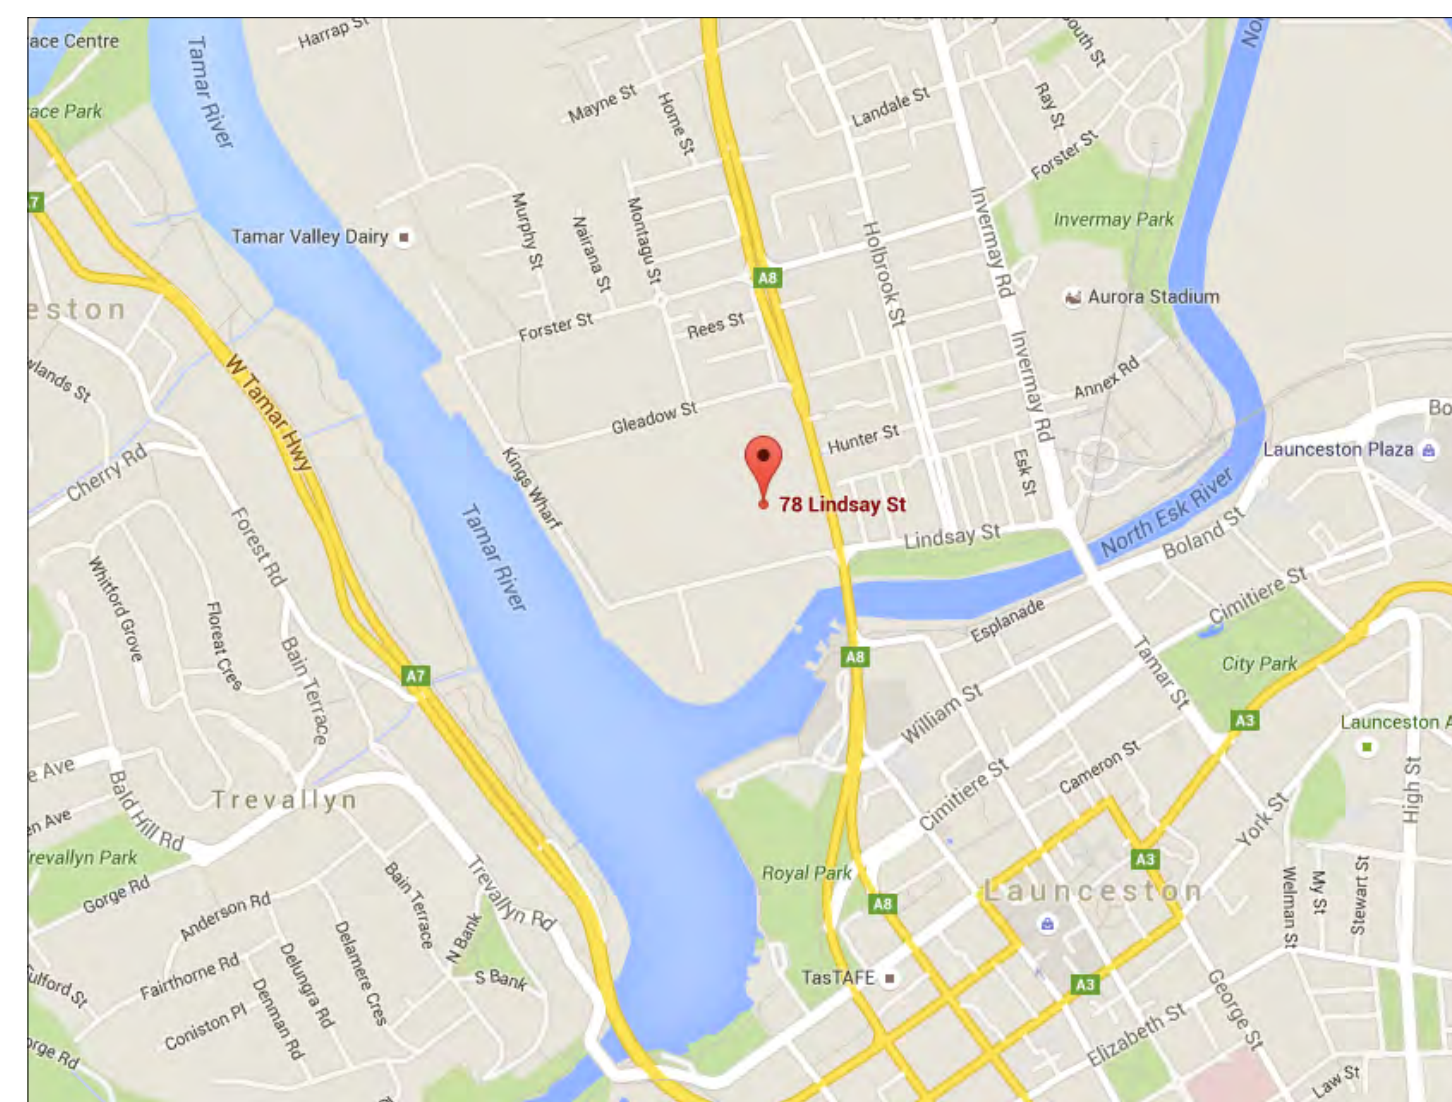 ace Centre
Tamar River
Harrap St
South St
No
ace Park
Mayne St
Home St
Landale St
Ray St
Forster St
7
Tamar Valley Dairy
Murphy St
Nairana St
Montagu St
Holbrook St
Invermay Rd
Invermay Park
A8
Aurora Stadium
eston
Forster St
Rees St
Invermay Rd
wlands St
W Tamar Hwy
Gleadow St
Annex Rd
Bo
Hunter St
Esk St
Launceston Plaza
Cherry Rd
Kings Wharf
78 Lindsay St
Forest Rd
Tamar River
Lindsay St
North Esk River
Boland St
Whitford Grove
Floreat Cres
Bain Terrace
Esplanade
Cimitiere St
A7
A8
Tamar St
City Park
William St
A3
Launceston A
e Ave
Trevallyn
Bald Hill Rd
Cimitiere St
Cameron St
High St
en Ave
York St
revallyn Park
Gorge Rd
Bain Terrace
Trevallyn Rd
Royal Park
A3
Launceston
Welman St
My St
Stewart St
Anderson Rd
Delamere Cres
N Bank
A8
Fairthorne Rd
Delungra Rd
S Bank
TasTAFE
A3
George St
ulford St
Denman Rd
Coniston Pl
Elizabeth St
orge Rd
Law St